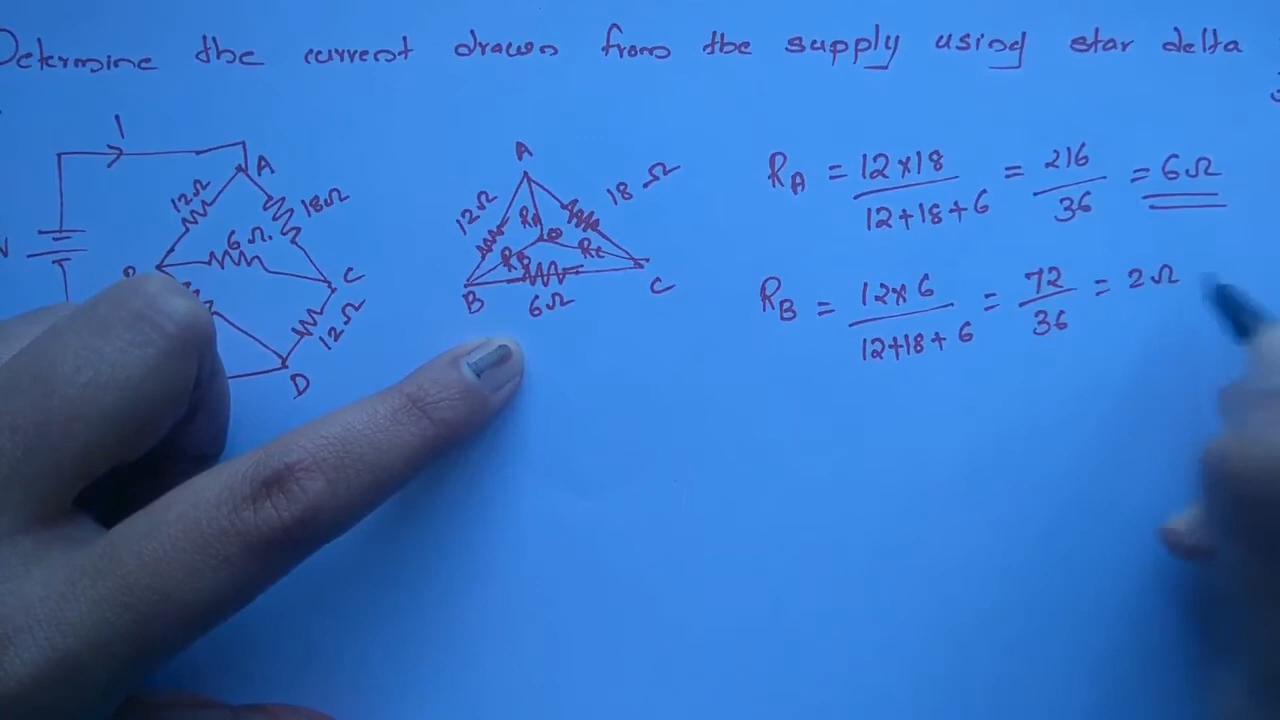 Determine the current drawn from the supply using star delta
I
A
12Ω
18Ω
6Ω
C
12Ω
D
A
12Ω
18 Ω
RA
RB
RC
B
6Ω
C
RA = 12×18 / 12+18+6 = 216 / 36 = 6Ω
RB = 12×6 / 12+18+6 = 72 / 36 = 2Ω